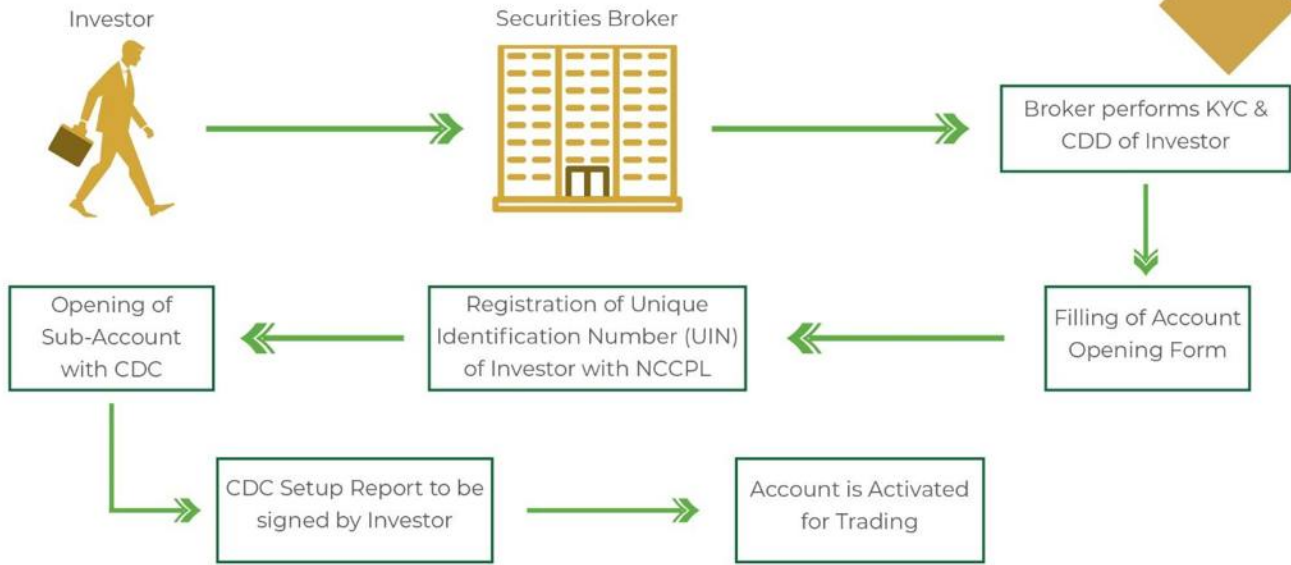 Investor
Securities Broker
Broker performs KYC &
CDD of Investor
Filling of Account
Opening Form
Registration of Unique
Identification Number (UIN)
of Investor with NCCPL
Opening of
Sub-Account
with CDC
CDC Setup Report to be
signed by Investor
Account is Activated
for Trading